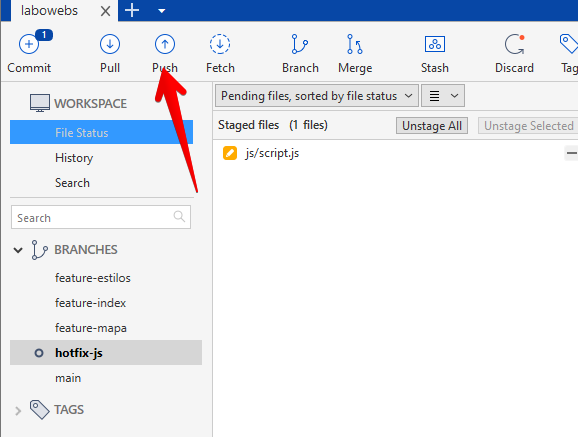 labowebs
1
Commit
Pull
Push
Fetch
Branch
Merge
Stash
Discard
Tag
WORKSPACE
File Status
History
Search
Search
BRANCHES
feature-estilos
feature-index
feature-mapa
hotfix-js
main
TAGS
Pending files, sorted by file status
Staged files (1 files)
Unstage All
Unstage Selected
js/script.js